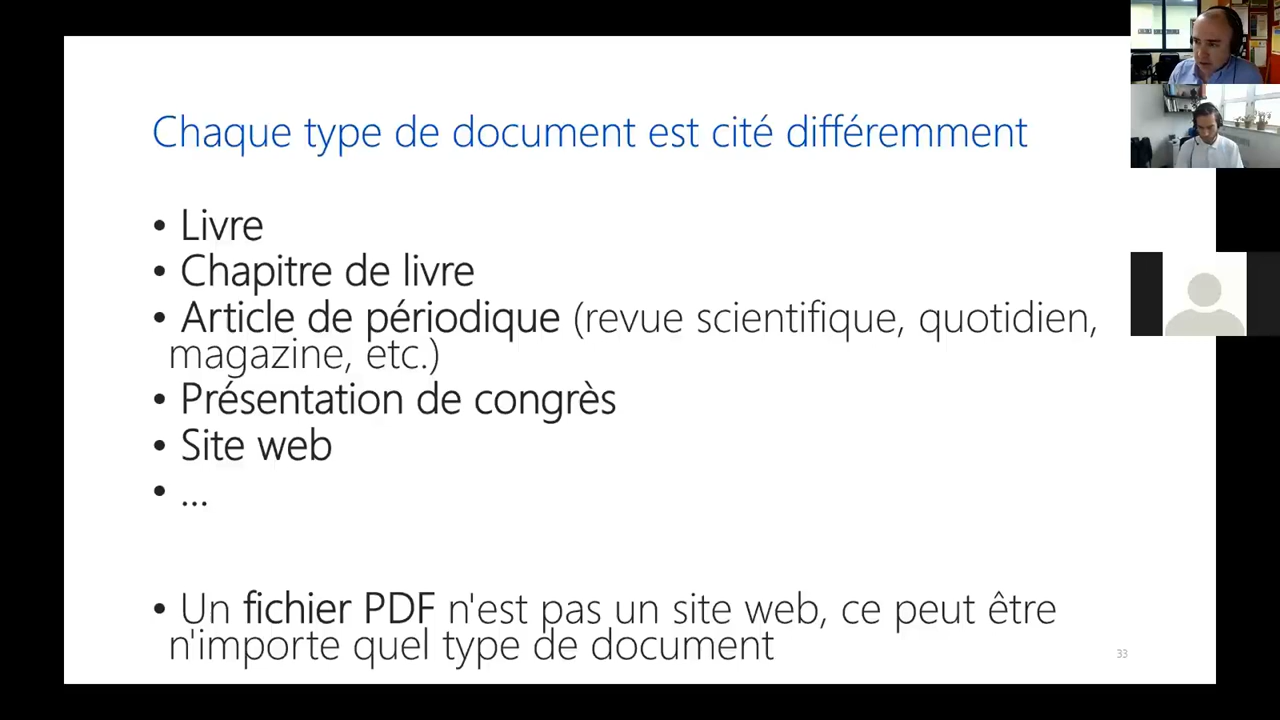 Chaque type de document est cité différemment
• Livre
• Chapitre de livre
• Article de périodique (revue scientifique, quotidien,
magazine, etc.)
• Présentation de congrès
• Site web
• ...
• Un fichier PDF n'est pas un site web, ce peut être
n'importe quel type de document
33